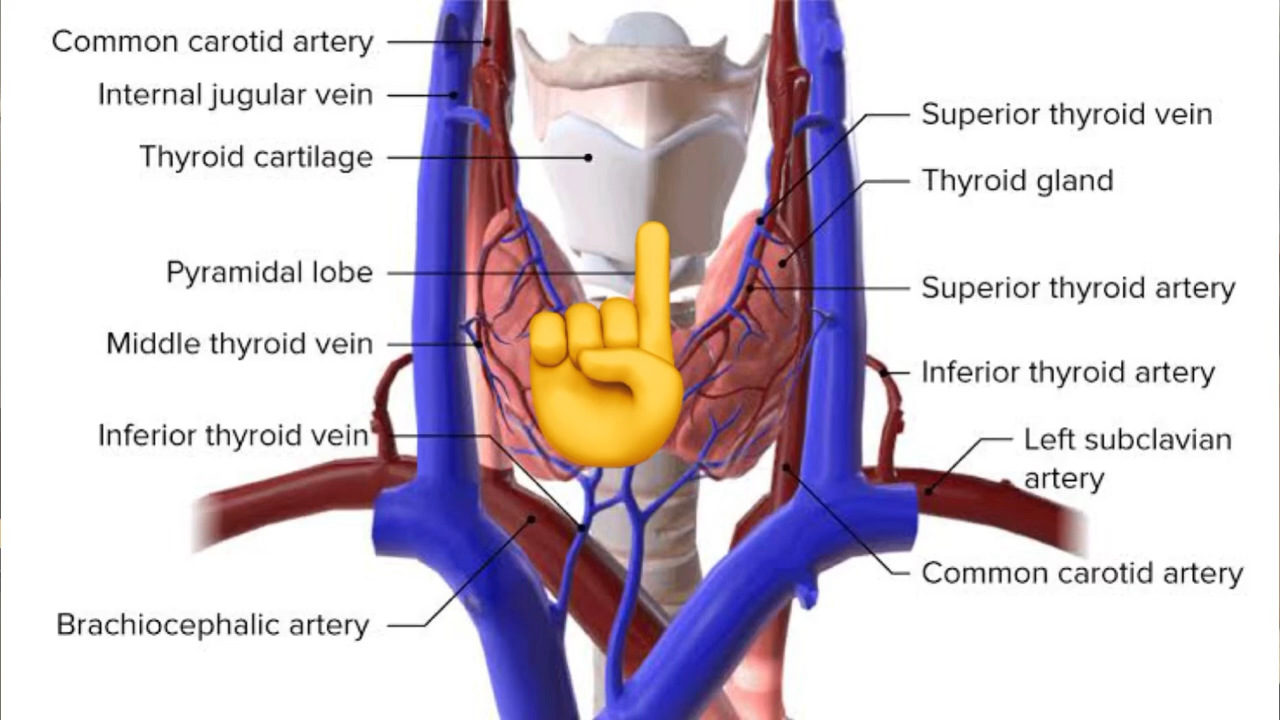 Common carotid artery
Internal jugular vein
Thyroid cartilage
Pyramidal lobe
Middle thyroid vein
Inferior thyroid vein
Brachiocephalic artery
Superior thyroid vein
Thyroid gland
Superior thyroid artery
Inferior thyroid artery
Left subclavian
artery
Common carotid artery